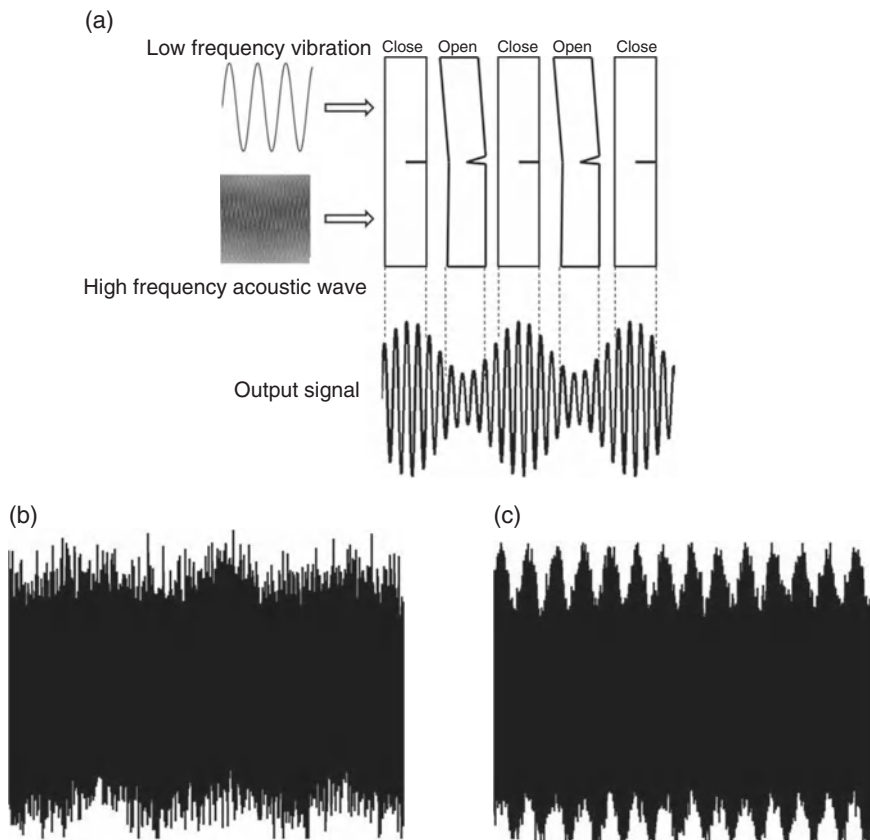 (a)
Low frequency vibration
Close Open Close Open Close
High frequency acoustic wave
Output signal
(b)
(c)